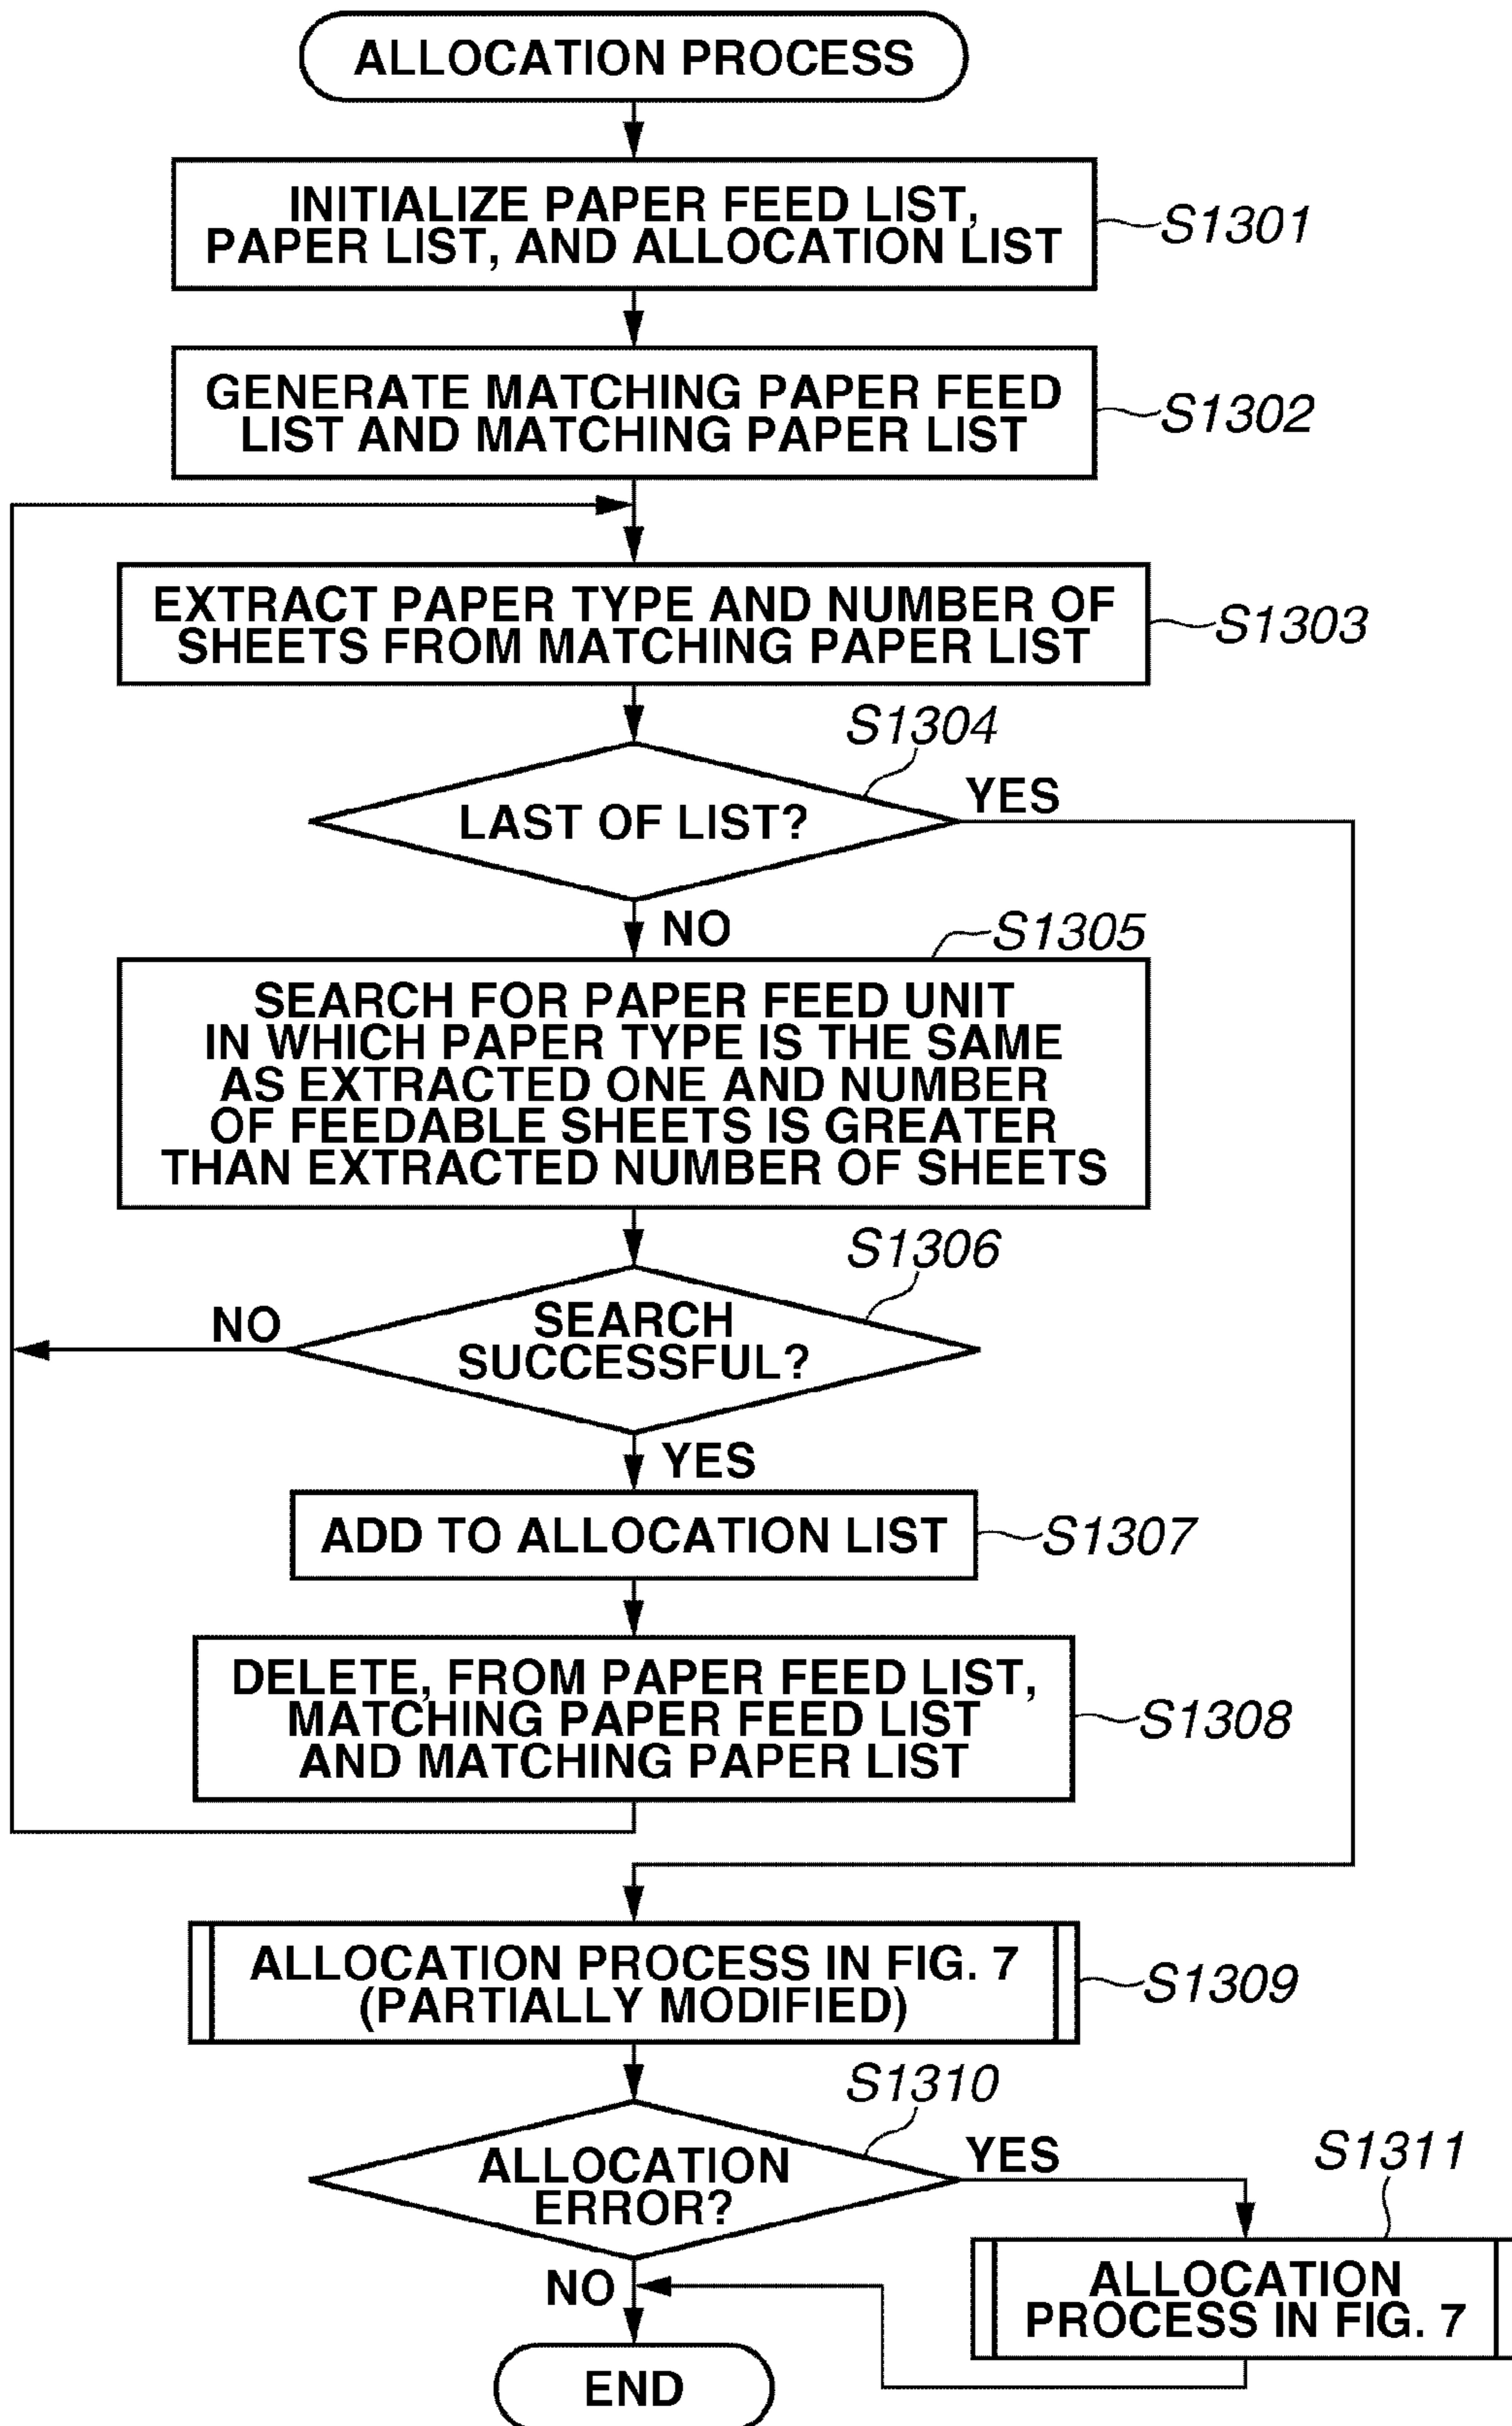 ALLOCATION PROCESS
INITIALIZE PAPER FEED LIST,
PAPER LIST, AND ALLOCATION LIST
S1301
GENERATE MATCHING PAPER FEED
LIST AND MATCHING PAPER LIST
S1302
EXTRACT PAPER TYPE AND NUMBER OF
SHEETS FROM MATCHING PAPER LIST
S1303
S1304
LAST OF LIST?
YES
NO
S1305
SEARCH FOR PAPER FEED UNIT
IN WHICH PAPER TYPE IS THE SAME
AS EXTRACTED ONE AND NUMBER
OF FEEDABLE SHEETS IS GREATER
THAN EXTRACTED NUMBER OF SHEETS
S1306
NO
SEARCH
SUCCESSFUL?
YES
ADD TO ALLOCATION LIST
S1307
DELETE, FROM PAPER FEED LIST,
MATCHING PAPER FEED LIST
AND MATCHING PAPER LIST
S1308
ALLOCATION PROCESS IN FIG. 7
(PARTIALLY MODIFIED)
S1309
S1310
ALLOCATION
ERROR?
YES
S1311
NO
ALLOCATION
PROCESS IN FIG. 7
END